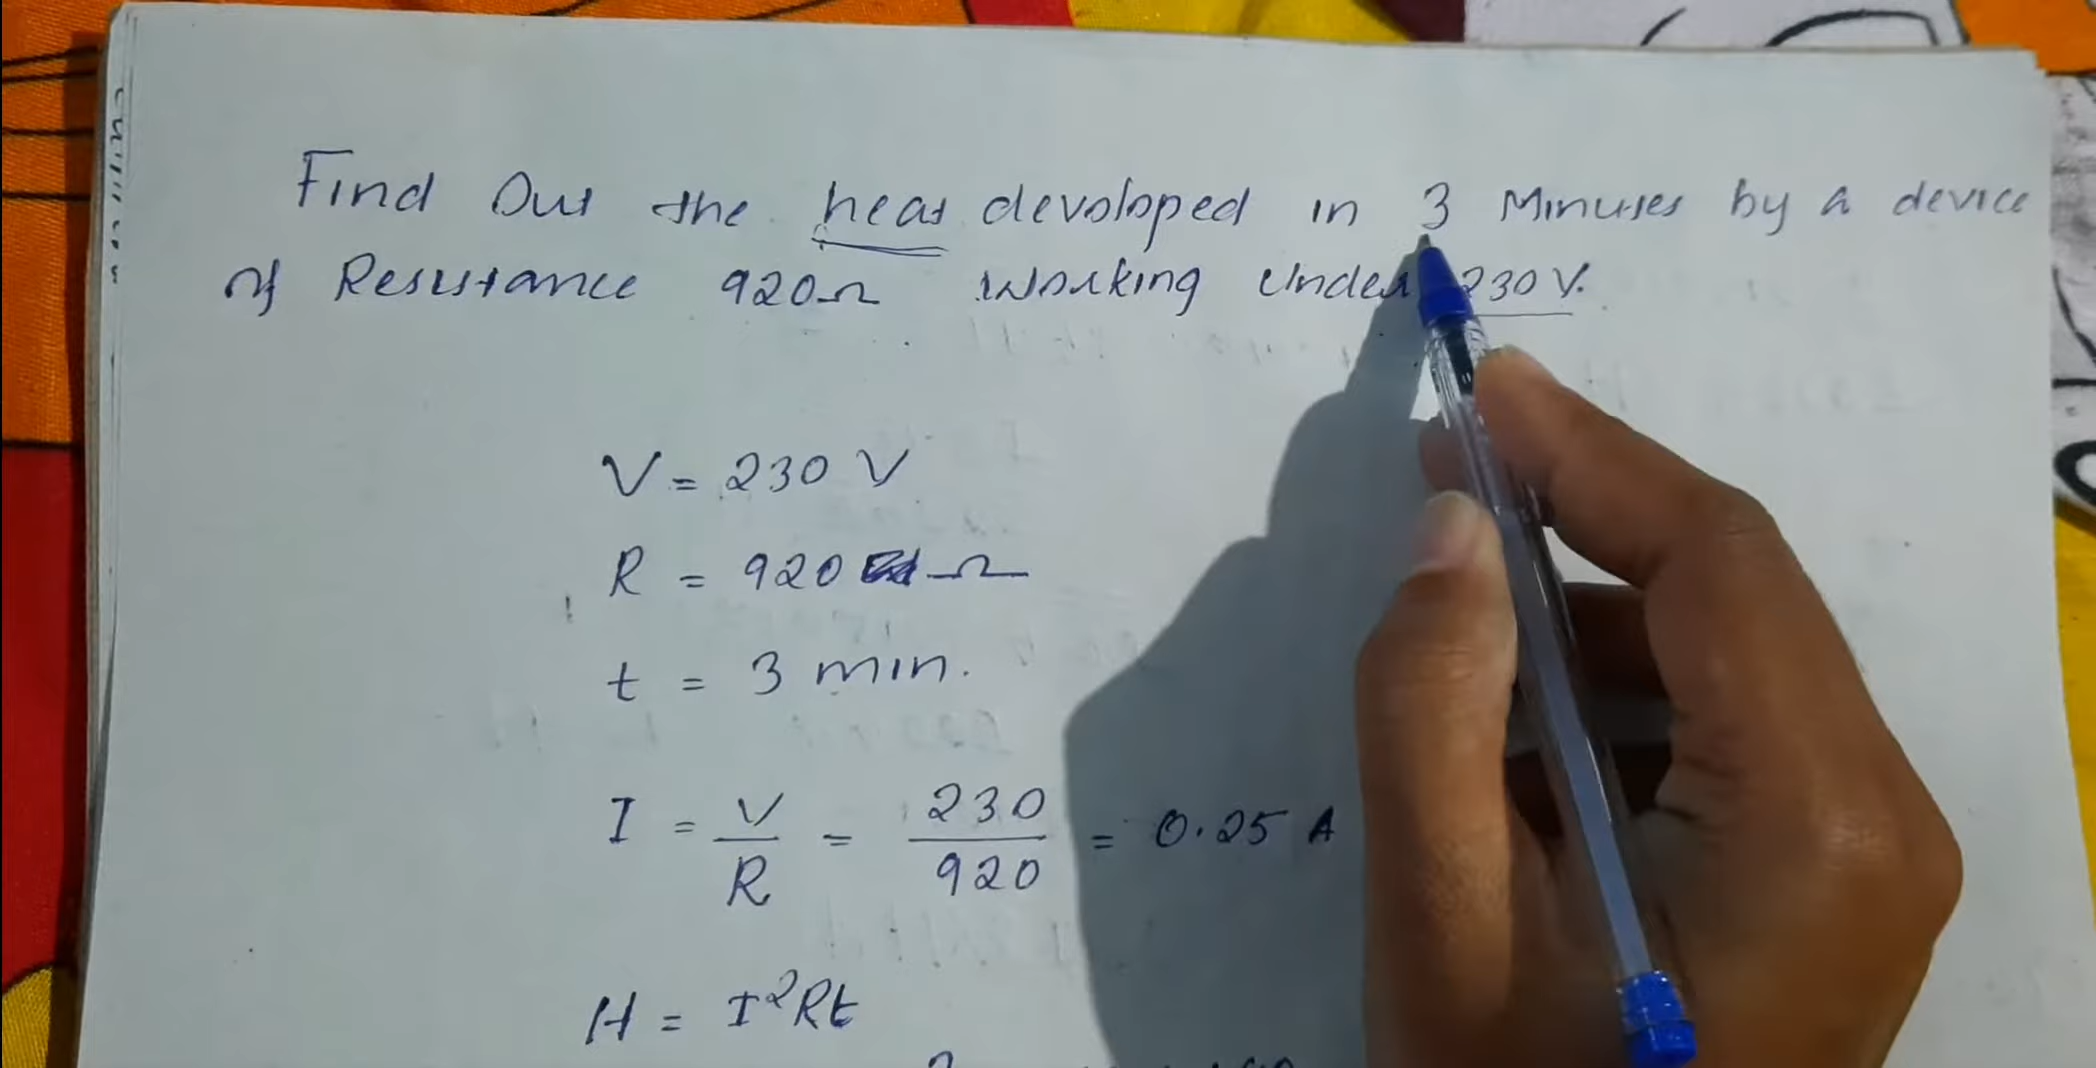 Find Out the heat developed in 3 Minutes by a device
of Resistance 920Ω Working Under 230 V.
V = 230 V
R = 920 Ω
t = 3 min.
I = V/R = 230/920 = 0.25 A
H = I²Rt